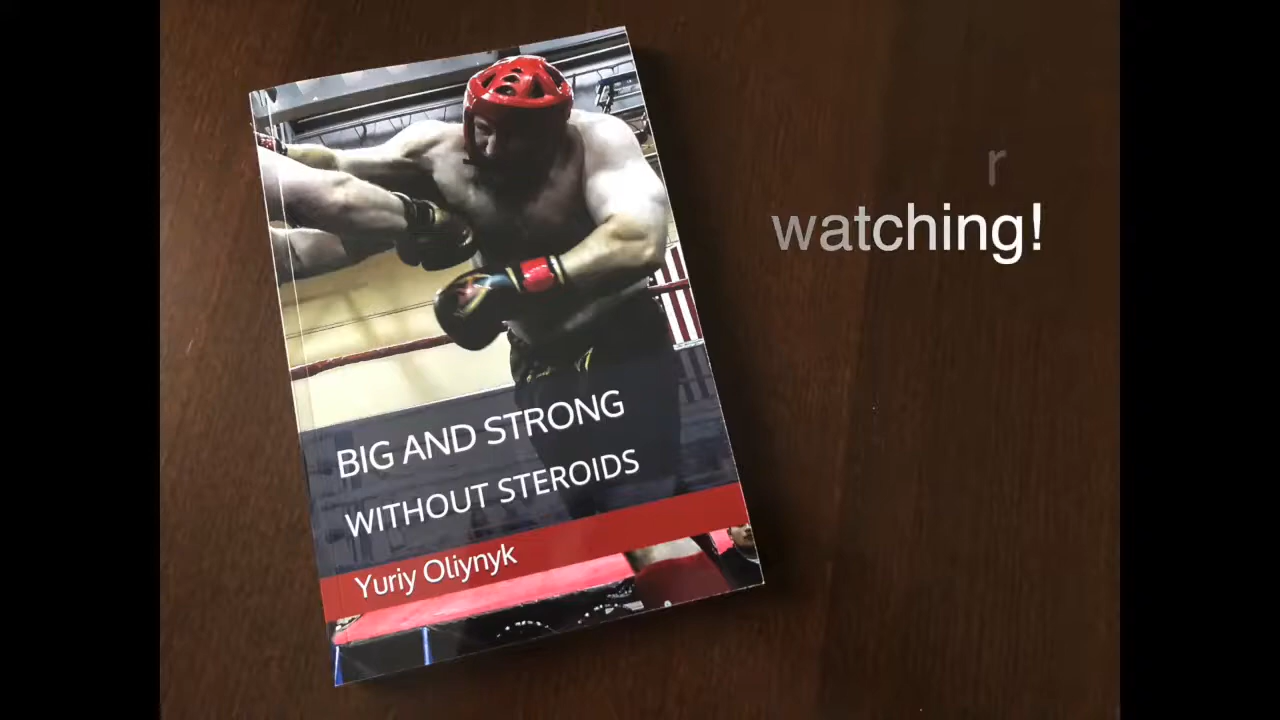 r
watching!
BIG AND STRONG
WITHOUT STEROIDS
Yuriy Oliynyk